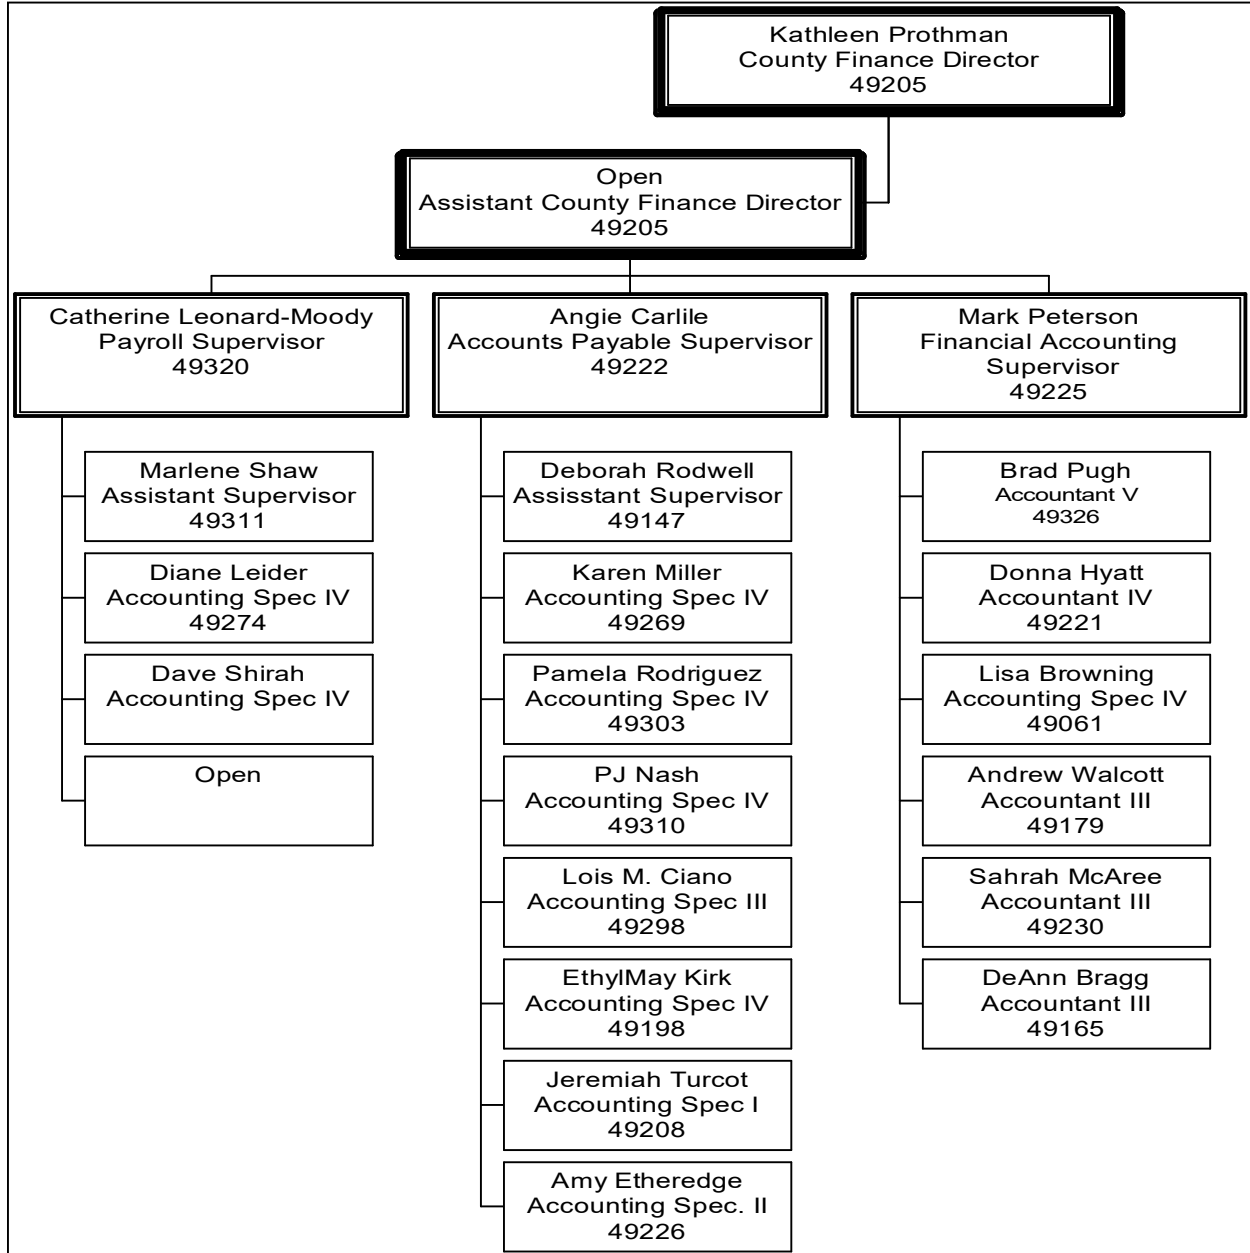 Kathleen Prothman
County Finance Director
49205
Open
Assistant County Finance Director
49205
Catherine Leonard-Moody
Payroll Supervisor
49320
Marlene Shaw
Assistant Supervisor
49311
Diane Leider
Accounting Spec IV
49274
Dave Shirah
Accounting Spec IV
Open
Angie Carlile
Accounts Payable Supervisor
49222
Deborah Rodwell
Assisstant Supervisor
49147
Karen Miller
Accounting Spec IV
49269
Pamela Rodriguez
Accounting Spec IV
49303
PJ Nash
Accounting Spec IV
49310
Lois M. Ciano
Accounting Spec III
49298
EthylMay Kirk
Accounting Spec IV
49198
Jeremiah Turcot
Accounting Spec I
49208
Amy Etheredge
Accounting Spec. II
49226
Mark Peterson
Financial Accounting
Supervisor
49225
Brad Pugh
Accountant V
49326
Donna Hyatt
Accountant IV
49221
Lisa Browning
Accounting Spec IV
49061
Andrew Walcott
Accountant III
49179
Sahrah McAree
Accountant III
49230
DeAnn Bragg
Accountant III
49165